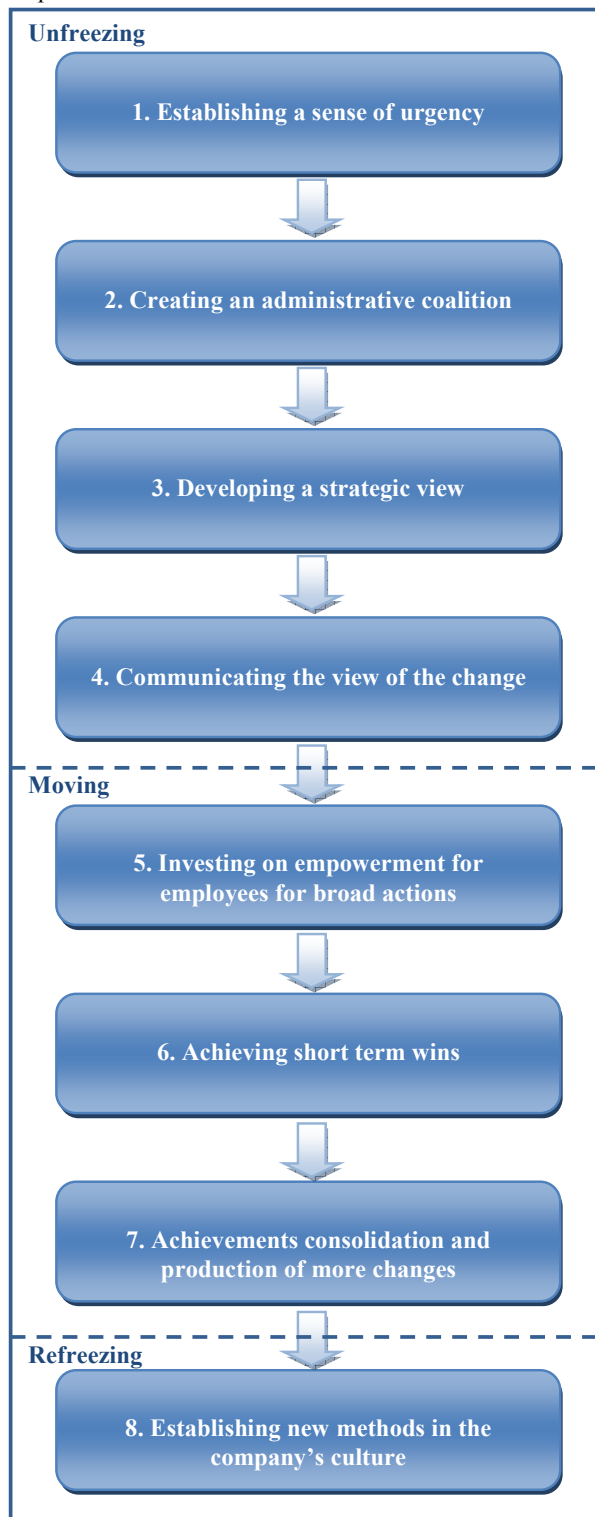 Unfreezing
1. Establishing a sense of urgency
2. Creating an administrative coalition
3. Developing a strategic view
4. Communicating the view of the change
Moving
5. Investing on empowerment for
employees for broad actions
6. Achieving short term wins
7. Achievements consolidation and
production of more changes
Refreezing
8. Establishing new methods in the
company's culture